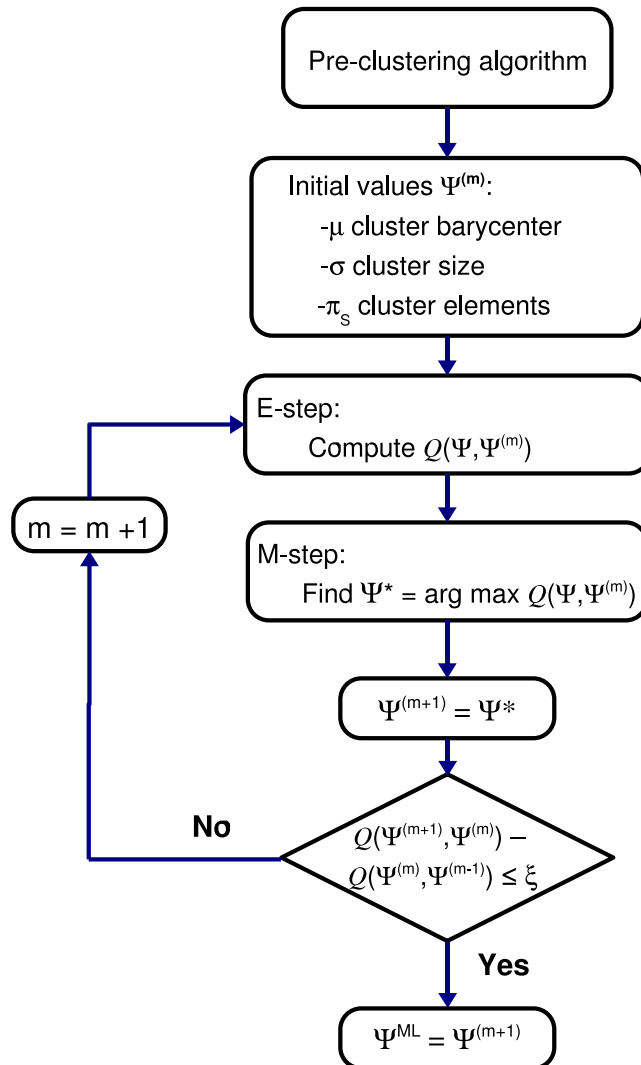 Pre-clustering algorithm
Initial values Ψ⁽ᵐ⁾:
-μ cluster barycenter
-σ cluster size
-π_S cluster elements
E-step:
Compute Q(Ψ,Ψ⁽ᵐ⁾)
m = m +1
M-step:
Find Ψ* = arg max Q(Ψ,Ψ⁽ᵐ⁾)
Ψ⁽ᵐ⁺¹⁾ = Ψ*
No
Q(Ψ⁽ᵐ⁺¹⁾,Ψ⁽ᵐ⁾) –
Q(Ψ⁽ᵐ⁾,Ψ⁽ᵐ⁻¹⁾) ≤ ξ
Yes
Ψᴹᴸ = Ψ⁽ᵐ⁺¹⁾